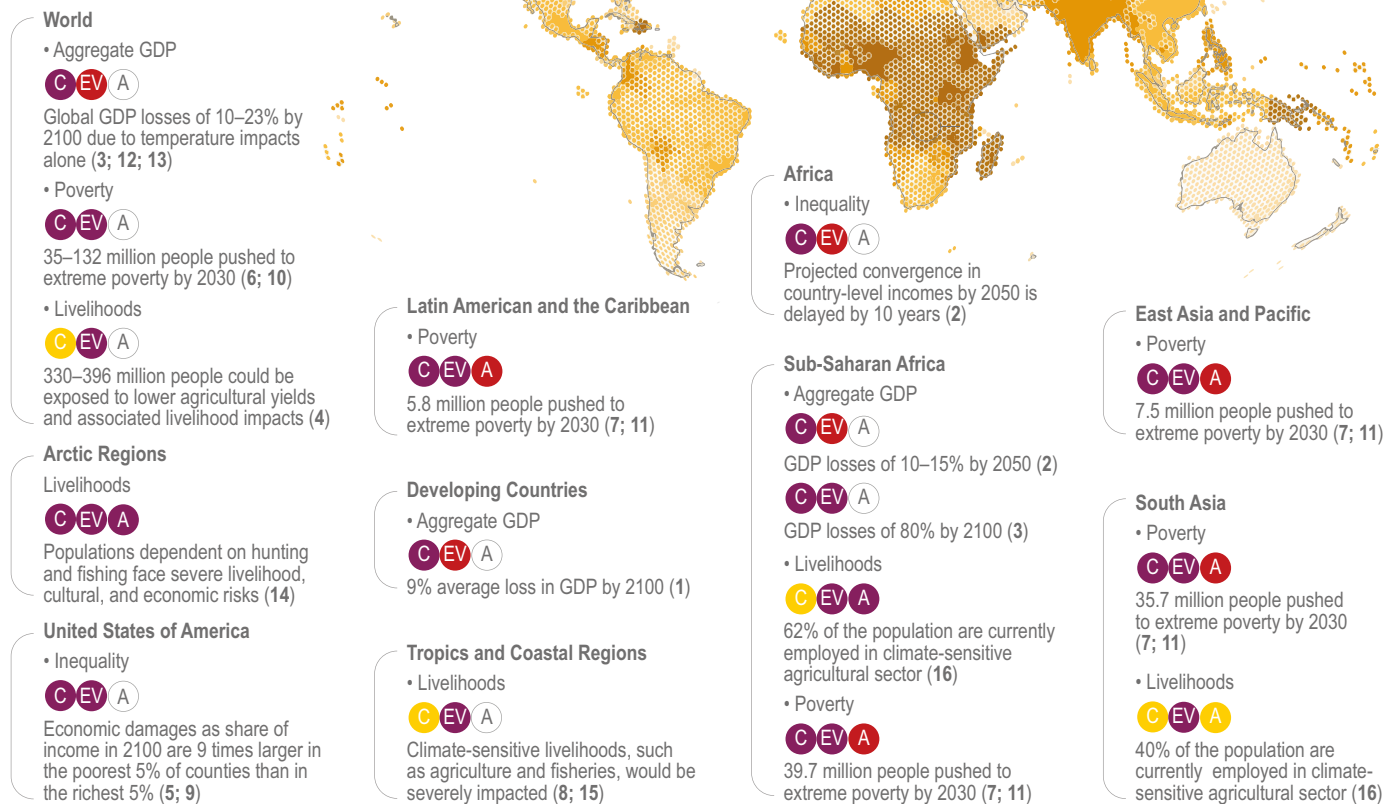 World
• Aggregate GDP
C EV A
Global GDP losses of 10–23% by
2100 due to temperature impacts
alone (3; 12; 13)
• Poverty
C EV A
35–132 million people pushed to
extreme poverty by 2030 (6; 10)
• Livelihoods
C EV A
330–396 million people could be
exposed to lower agricultural yields
and associated livelihood impacts (4)
Arctic Regions
Livelihoods
C EV A
Populations dependent on hunting
and fishing face severe livelihood,
cultural, and economic risks (14)
United States of America
• Inequality
C EV A
Economic damages as share of
income in 2100 are 9 times larger in
the poorest 5% of counties than in
the richest 5% (5; 9)
Latin American and the Caribbean
• Poverty
C EV A
5.8 million people pushed to
extreme poverty by 2030 (7; 11)
Developing Countries
• Aggregate GDP
C EV A
9% average loss in GDP by 2100 (1)
Tropics and Coastal Regions
• Livelihoods
C EV A
Climate-sensitive livelihoods, such
as agriculture and fisheries, would be
severely impacted (8; 15)
Africa
• Inequality
C EV A
Projected convergence in
country-level incomes by 2050 is
delayed by 10 years (2)
Sub-Saharan Africa
• Aggregate GDP
C EV A
GDP losses of 10–15% by 2050 (2)
C EV A
GDP losses of 80% by 2100 (3)
• Livelihoods
C EV A
62% of the population are currently
employed in climate-sensitive
agricultural sector (16)
• Poverty
C EV A
39.7 million people pushed to
extreme poverty by 2030 (7; 11)
East Asia and Pacific
• Poverty
C EV A
7.5 million people pushed to
extreme poverty by 2030 (7; 11)
South Asia
• Poverty
C EV A
35.7 million people pushed
to extreme poverty by 2030
(7; 11)
• Livelihoods
C EV A
40% of the population are
currently employed in climate-
sensitive agricultural sector (16)